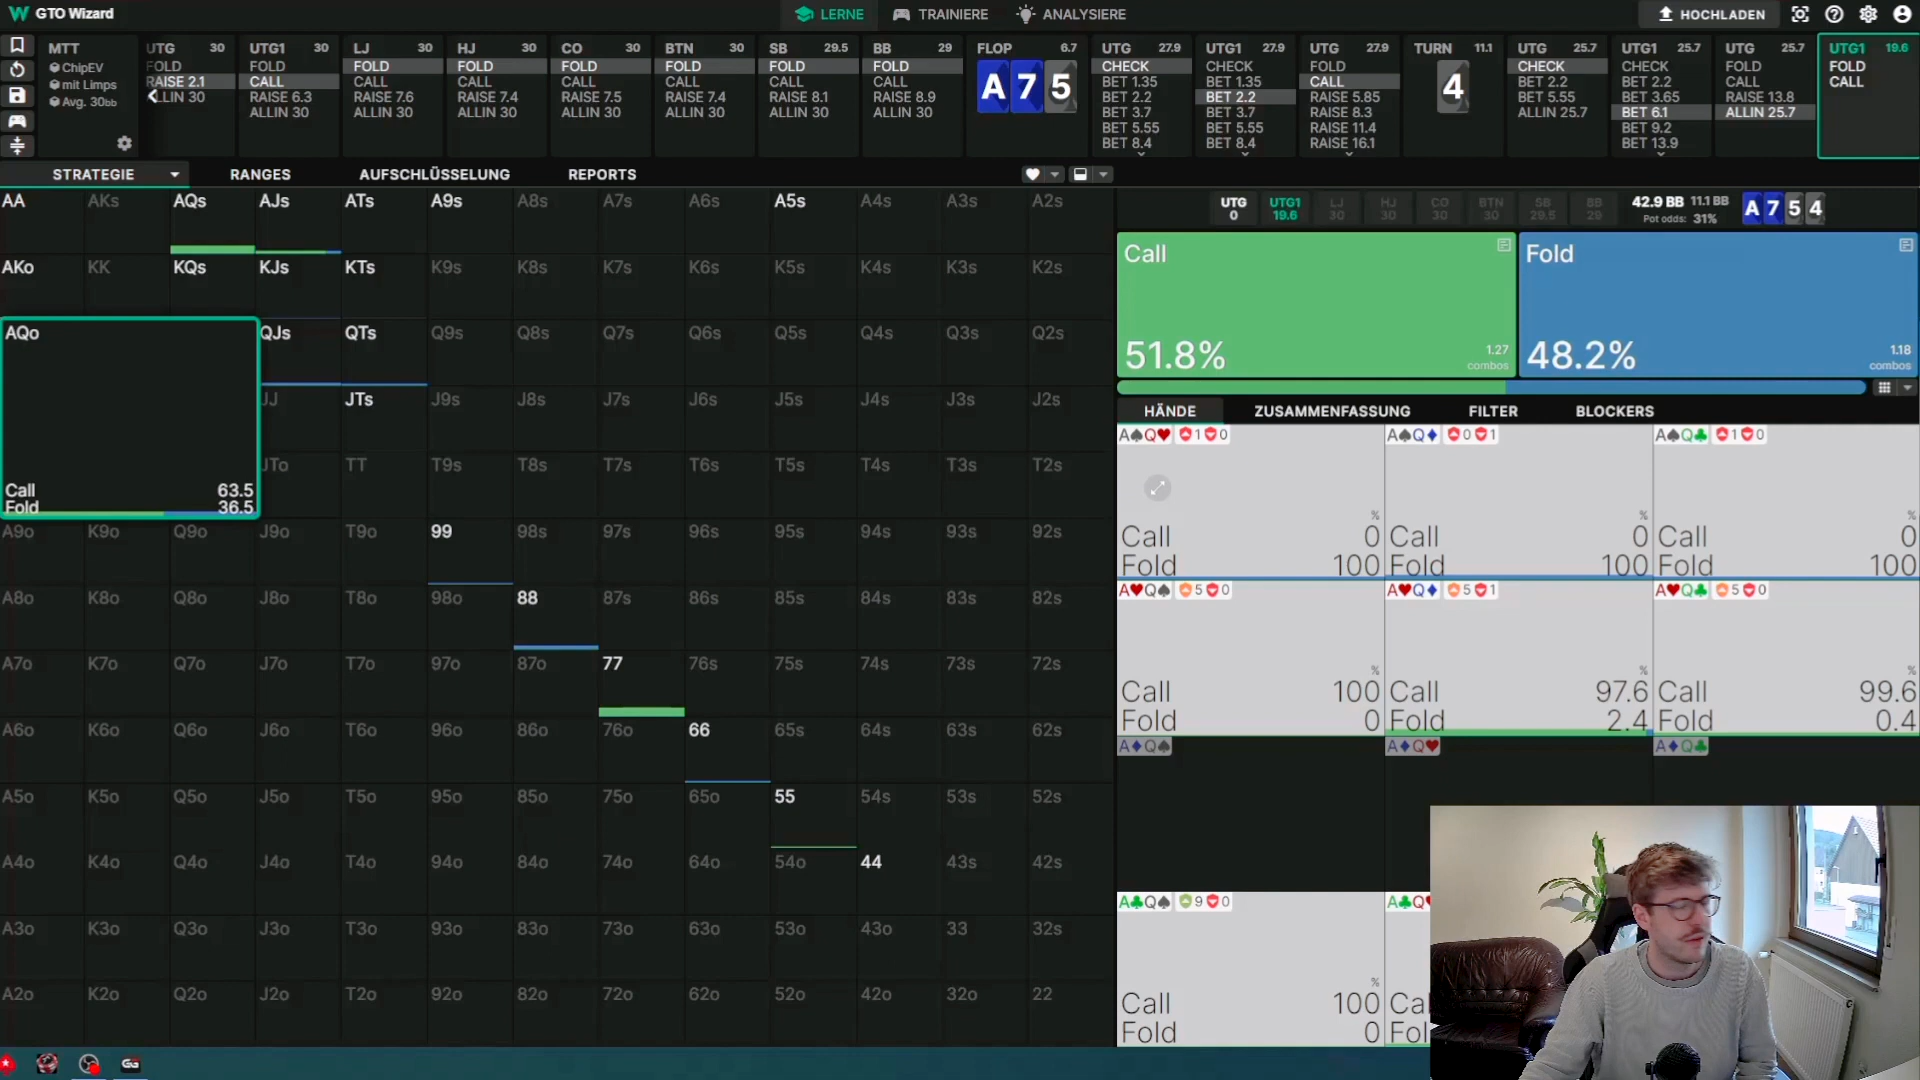 GTO Wizard
LERNE
TRAINIERE
ANALYSIERE
HOCHLADEN
MTT
ChipEV
mit Limps
Avg. 30bb
UTG 30
FOLD
RAISE 2.1
ALLIN 30
UTG1 30
FOLD
CALL
RAISE 6.3
ALLIN 30
LJ 30
FOLD
CALL
RAISE 7.6
ALLIN 30
HJ 30
FOLD
CALL
RAISE 7.4
ALLIN 30
CO 30
FOLD
CALL
RAISE 7.5
ALLIN 30
BTN 30
FOLD
CALL
RAISE 7.4
ALLIN 30
SB 29.5
FOLD
CALL
RAISE 8.1
ALLIN 30
BB 29
FOLD
CALL
RAISE 8.9
ALLIN 30
FLOP 6.7
A 7 5
UTG 27.9
CHECK
BET 1.35
BET 2.2
BET 3.7
BET 5.55
BET 8.4
UTG1 27.9
CHECK
BET 1.35
BET 2.2
BET 3.7
BET 5.55
BET 8.4
UTG 27.9
FOLD
CALL
RAISE 5.85
RAISE 8.3
RAISE 11.4
RAISE 16.1
TURN 11.1
4
UTG 25.7
CHECK
BET 2.2
BET 5.55
ALLIN 25.7
UTG1 25.7
CHECK
BET 2.2
BET 3.65
BET 6.1
BET 9.2
BET 13.9
UTG 25.7
FOLD
CALL
RAISE 13.8
ALLIN 25.7
UTG1 19.6
FOLD
CALL
STRATEGIE
RANGES
AUFSCHLÜSSELUNG
REPORTS
AA AKs AQs AJs ATs A9s A8s A7s A6s A5s A4s A3s A2s
AKo KK KQs KJs KTs K9s K8s K7s K6s K5s K4s K3s K2s
AQo QJs QTs Q9s Q8s Q7s Q6s Q5s Q4s Q3s Q2s
JJ JTs J9s J8s J7s J6s J5s J4s J3s J2s
JTo TT T9s T8s T7s T6s T5s T4s T3s T2s
Call 63.5
Fold 36.5
A9o K9o Q9o J9o T9o 99 98s 97s 96s 95s 94s 93s 92s
A8o K8o Q8o J8o T8o 98o 88 87s 86s 85s 84s 83s 82s
A7o K7o Q7o J7o T7o 97o 87o 77 76s 75s 74s 73s 72s
A6o K6o Q6o J6o T6o 96o 86o 76o 66 65s 64s 63s 62s
A5o K5o Q5o J5o T5o 95o 85o 75o 65o 55 54s 53s 52s
A4o K4o Q4o J4o T4o 94o 84o 74o 64o 54o 44 43s 42s
A3o K3o Q3o J3o T3o 93o 83o 73o 63o 53o 43o 33 32s
A2o K2o Q2o J2o T2o 92o 82o 72o 62o 52o 42o 32o 22
UTG 0
UTG1 19.6
LJ 30
HJ 30
CO 30
BTN 30
SB 29.5
BB 29
42.9 BB 11.1 BB
Pot odds: 31%
A 7 5 4
Call
51.8%
1.27 combos
Fold
48.2%
1.18 combos
HÄNDE
ZUSAMMENFASSUNG
FILTER
BLOCKERS
A♠Q♥ 1 0
%
Call 0
Fold 100
A♠Q♦ 0 1
%
Call 0
Fold 100
A♠Q♣ 1 0
%
Call 0
Fold 100
A♥Q♠ 5 0
%
Call 100
Fold 0
A♥Q♦ 5 1
%
Call 97.6
Fold 2.4
A♥Q♣ 5 0
%
Call 99.6
Fold 0.4
A♦Q♠
A♦Q♥
A♦Q♣
A♣Q♠ 9 0
%
Call 100
Fold 0
A♣Q♥
Cal
Fol
GG